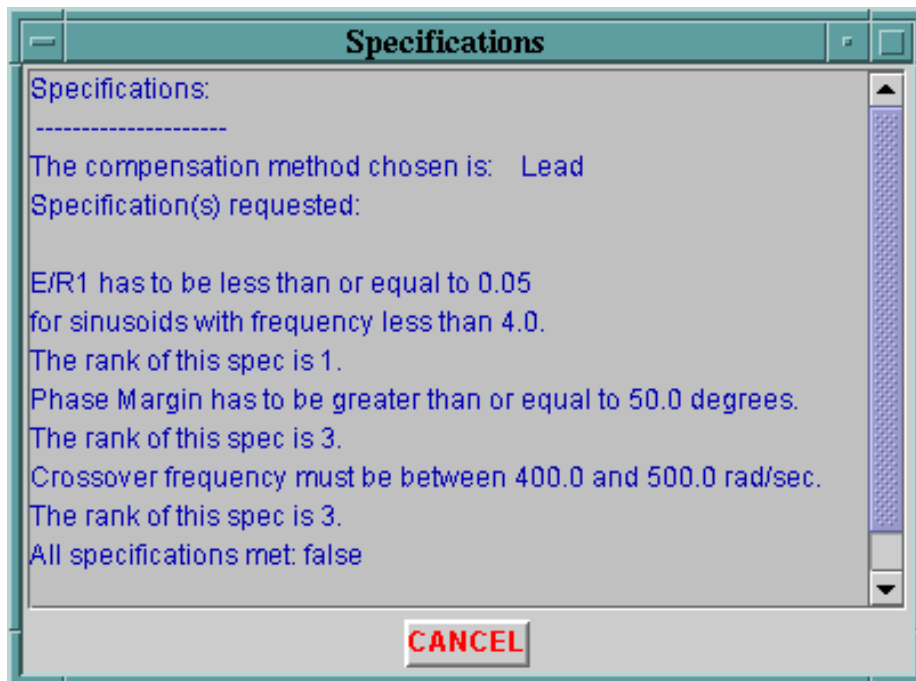 Specifications
Specifications:
---------------------
The compensation method chosen is: Lead
Specification(s) requested:
E/R1 has to be less than or equal to 0.05
for sinusoids with frequency less than 4.0.
The rank of this spec is 1.
Phase Margin has to be greater than or equal to 50.0 degrees.
The rank of this spec is 3.
Crossover frequency must be between 400.0 and 500.0 rad/sec.
The rank of this spec is 3.
All specifications met: false
CANCEL